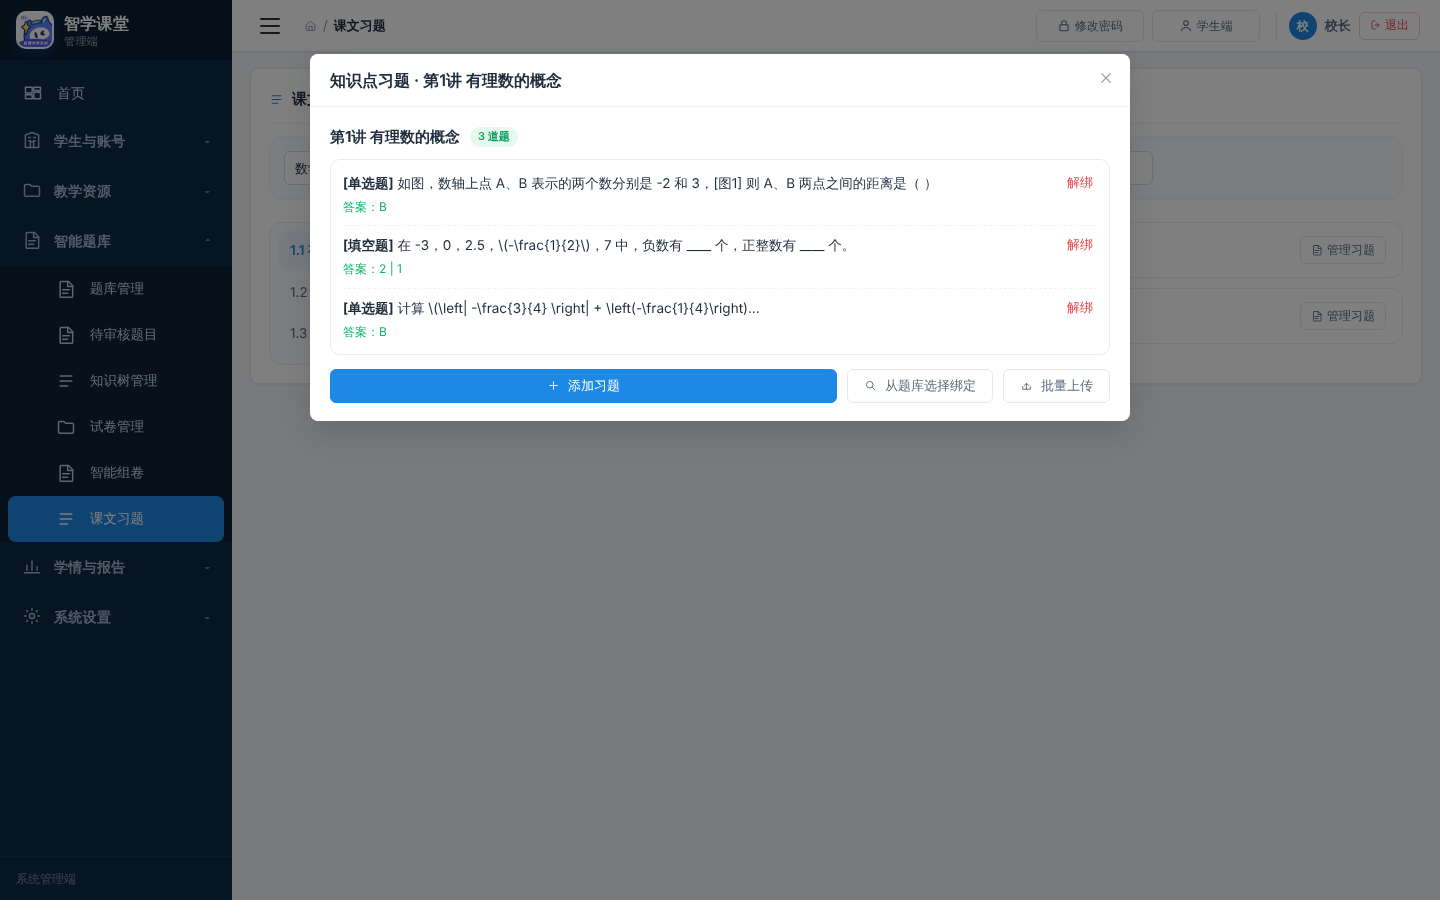 智学课堂
管理端
首页
学生与账号
教学资源
智能题库
题库管理
待审核题目
知识树管理
试卷管理
智能组卷
课文习题
学情与报告
系统设置
系统管理端
/ 课文习题
修改密码
学生端
校 校长
退出
课
数
1.1
1.2
1.3
管理习题
管理习题
知识点习题 · 第1讲 有理数的概念
第1讲 有理数的概念 3 道题
[单选题] 如图，数轴上点 A、B 表示的两个数分别是 -2 和 3，[图1] 则 A、B 两点之间的距离是（ ） 解绑
答案：B
[填空题] 在 -3，0，2.5，\(-\frac{1}{2}\)，7 中，负数有 ____ 个，正整数有 ____ 个。 解绑
答案：2 | 1
[单选题] 计算 \(\left| -\frac{3}{4} \right| + \left(-\frac{1}{4}\right)... 解绑
答案：B
添加习题
从题库选择绑定
批量上传